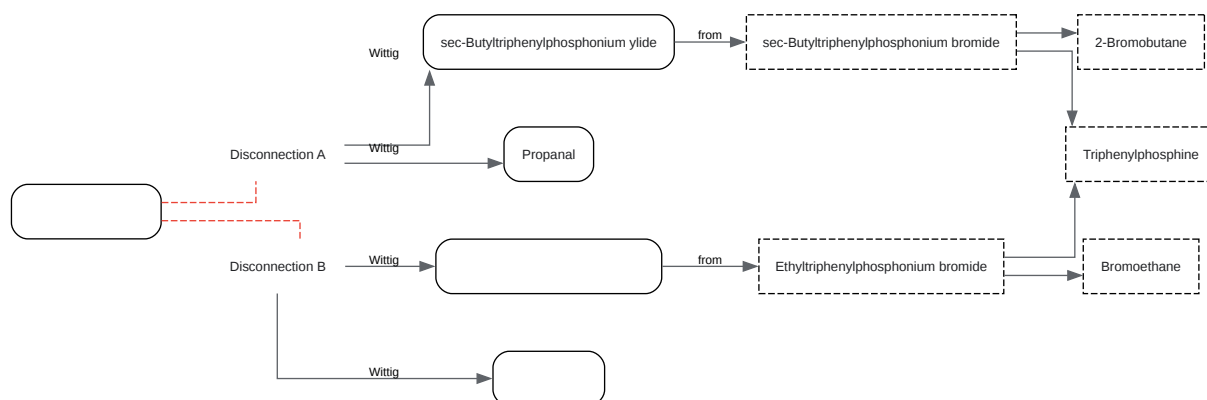 sec-Butyltriphenylphosphonium ylide
from
sec-Butyltriphenylphosphonium bromide
2-Bromobutane
Wittig
Disconnection A
Wittig
Propanal
Triphenylphosphine
Disconnection B
Wittig
from
Ethyltriphenylphosphonium bromide
Bromoethane
Wittig